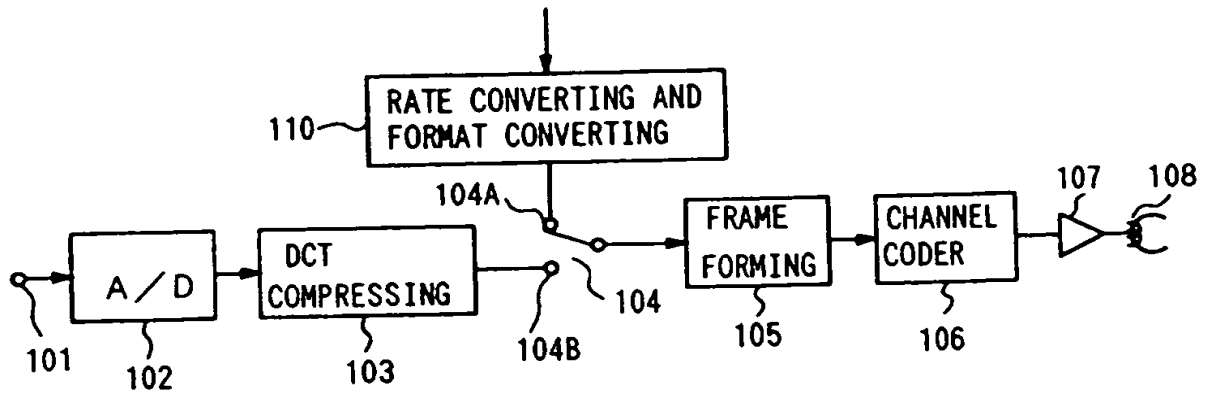 RATE CONVERTING AND
FORMAT CONVERTING
110
104A
107
108
FRAME
FORMING
CHANNEL
CODER
DCT
COMPRESSING
A/D
104
101
102
103
104B
105
106